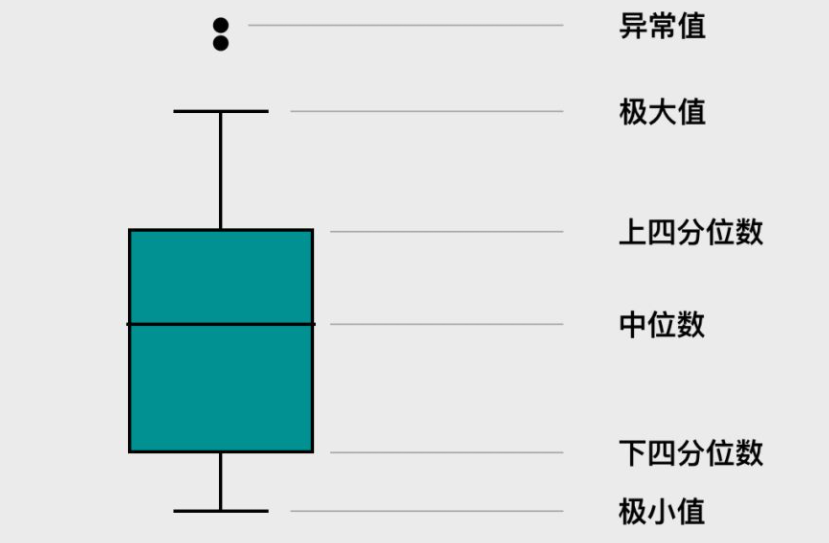 异常值
极大值
上四分位数
中位数
下四分位数
极小值